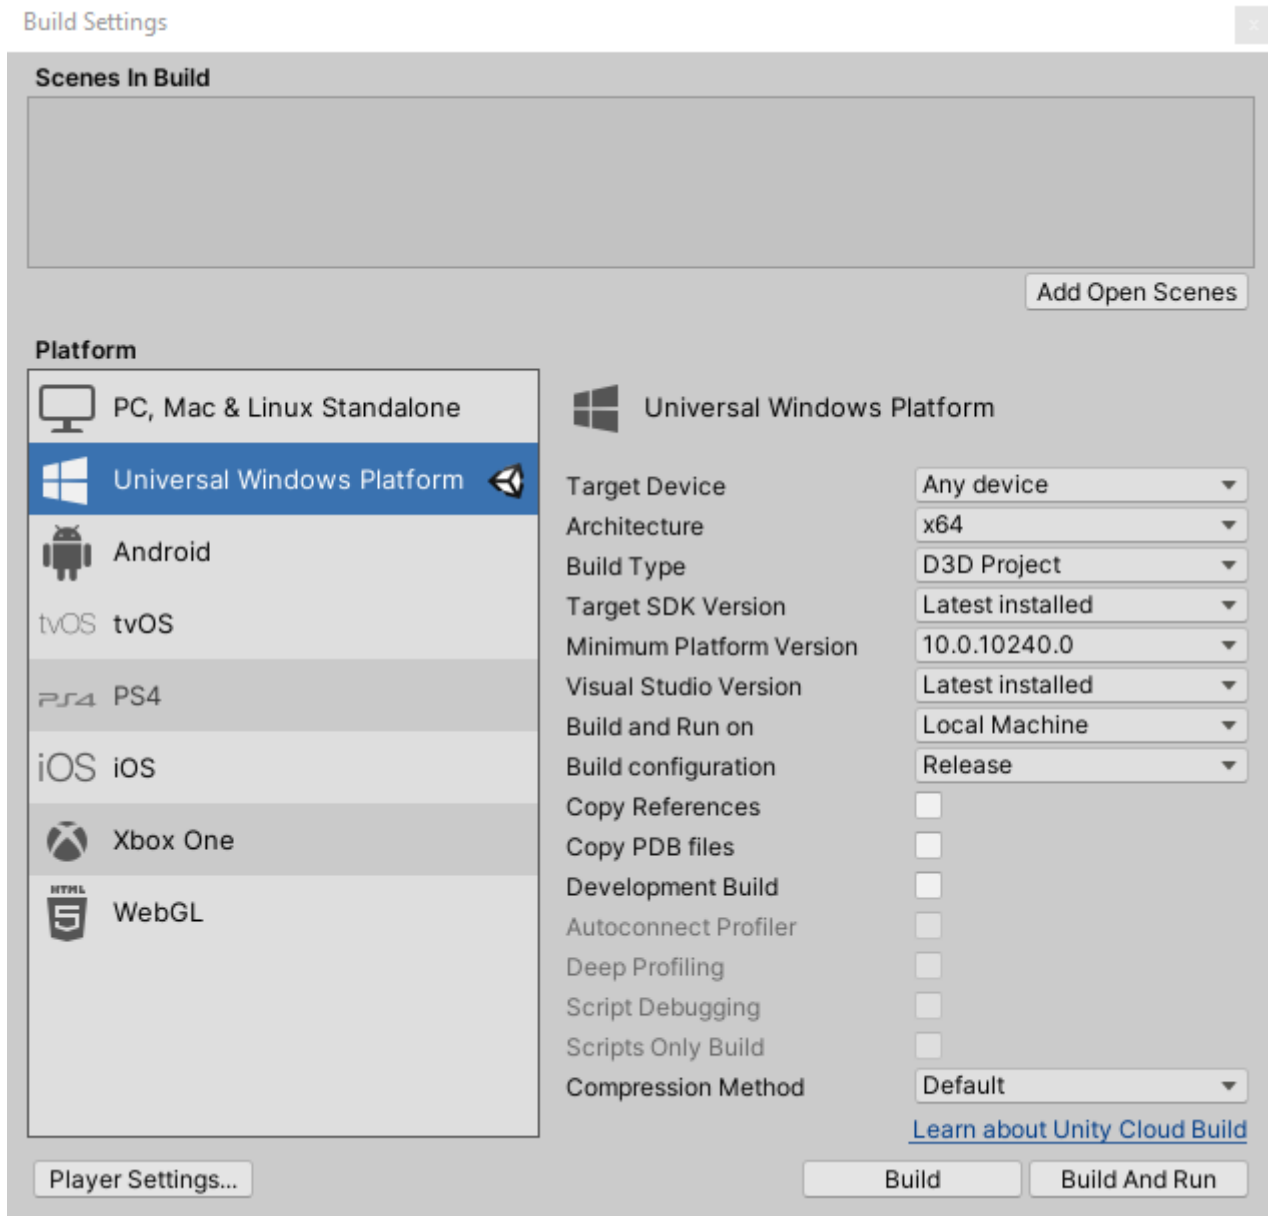 Build Settings
x
Scenes In Build
Add Open Scenes
Platform
PC, Mac & Linux Standalone
Universal Windows Platform
Android
tvOS tvOS
PS4 PS4
iOS iOS
Xbox One
HTML 5 WebGL
Universal Windows Platform
Target Device Any device
Architecture x64
Build Type D3D Project
Target SDK Version Latest installed
Minimum Platform Version 10.0.10240.0
Visual Studio Version Latest installed
Build and Run on Local Machine
Build configuration Release
Copy References
Copy PDB files
Development Build
Autoconnect Profiler
Deep Profiling
Script Debugging
Scripts Only Build
Compression Method Default
Learn about Unity Cloud Build
Player Settings... Build Build And Run